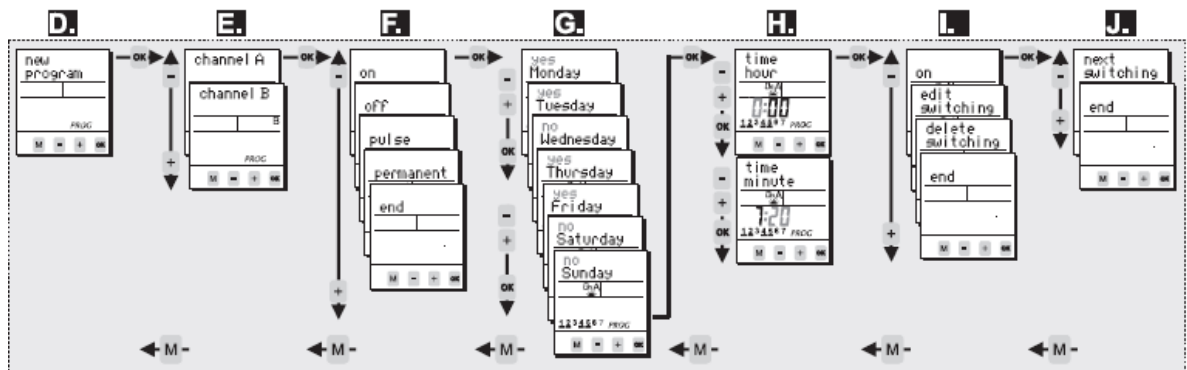 D.
E.
F.
G.
H.
I.
J.
new
program
PROG
M - + OK
OK
-
+
channel A
channel B
B
PROG
M - + OK
OK
-
+
on
off
pulse
permanent
end
M - + OK
OK
-
+
OK
-
+
OK
yes
Monday
yes
Tuesday
no
Wednesday
yes
Thursday
yes
Friday
no
Saturday
no
Sunday
1234567 PROG
M - + OK
OK
-
+
OK
-
+
OK
time
hour
0:00
1234567 PROG
M - + OK
time
minute
7:20
1234567 PROG
M - + OK
OK
-
+
on
edit
switching
delete
switching
end
M - + OK
OK
-
+
next
switching
end
M - + OK
M
M
M
M
M
M